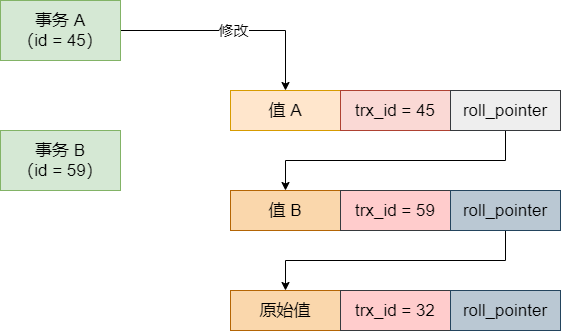 事务 A
（id = 45）
修改
值 A
trx_id = 45
roll_pointer
事务 B
（id = 59）
值 B
trx_id = 59
roll_pointer
原始值
trx_id = 32
roll_pointer